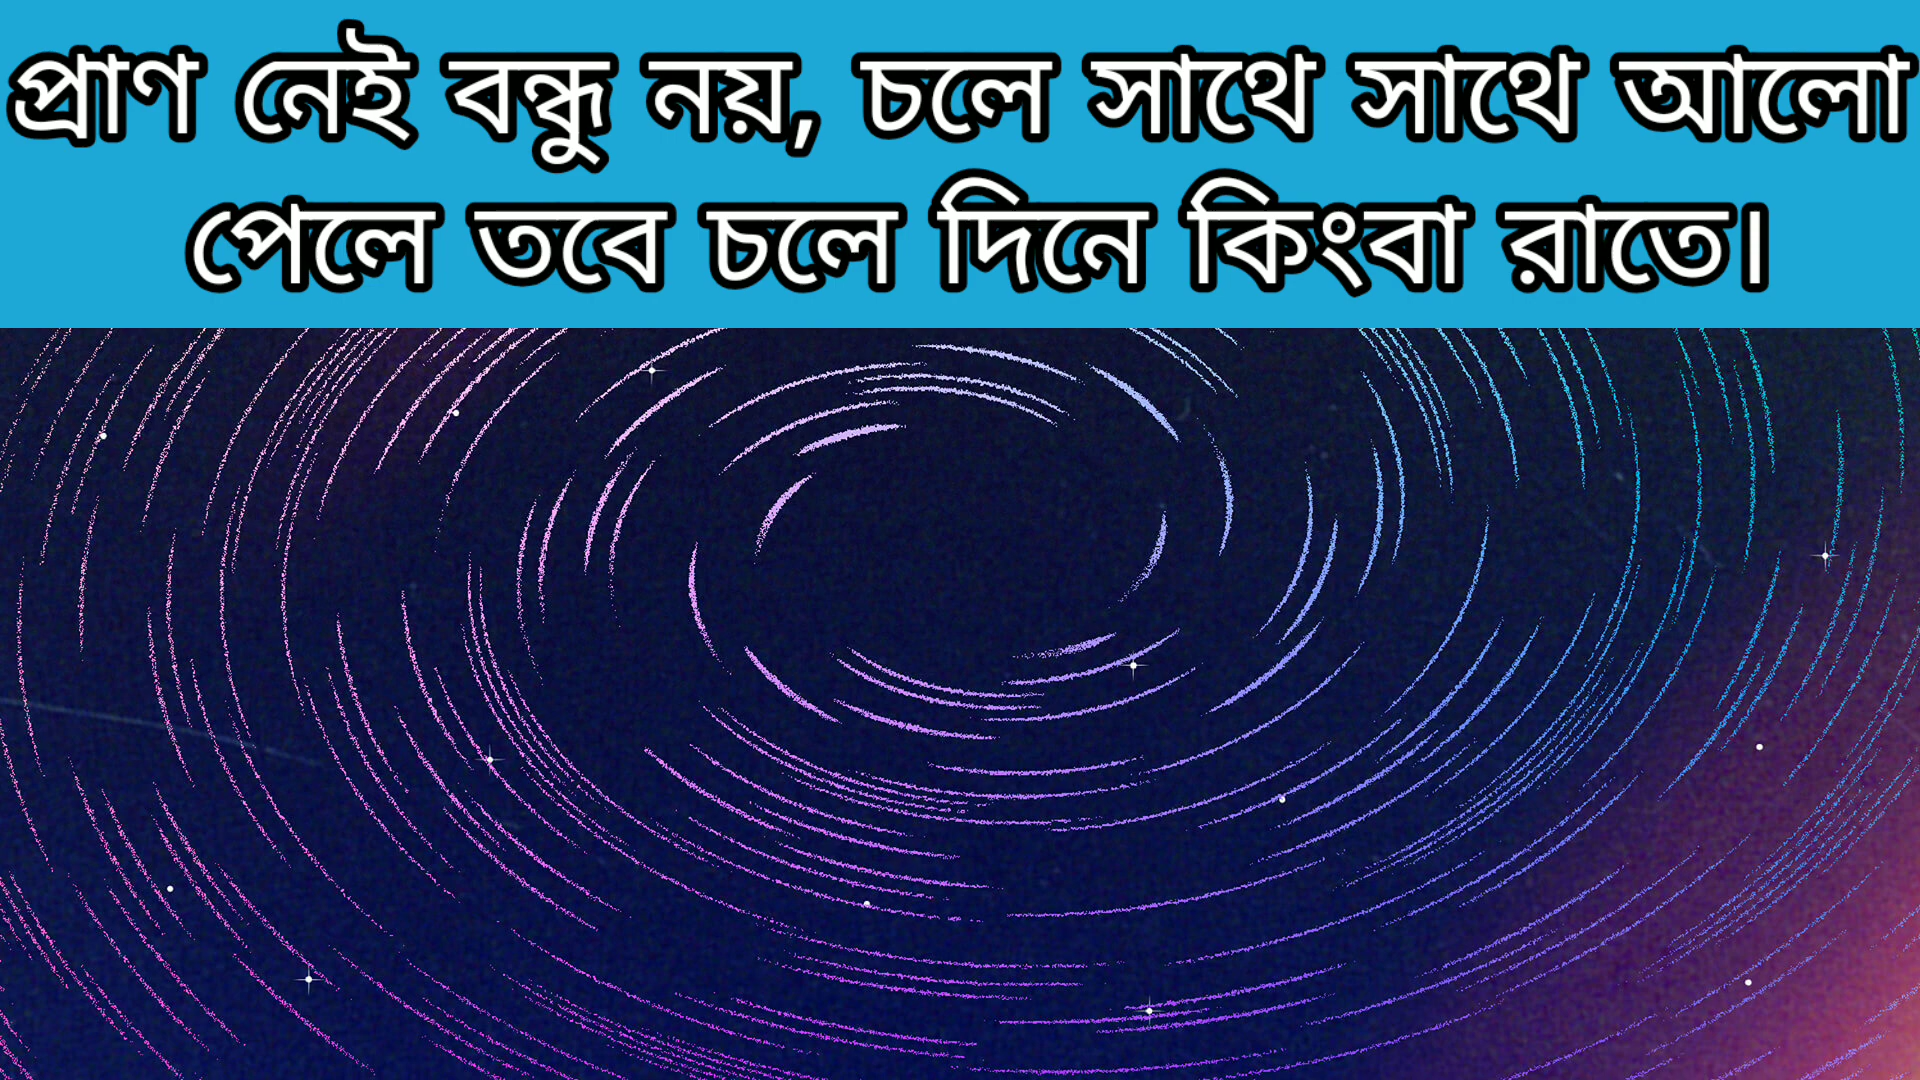 প্রাণ নেই বন্ধু নয়, চলে সাথে সাথে আলো
পেলে তবে চলে দিনে কিংবা রাতে।